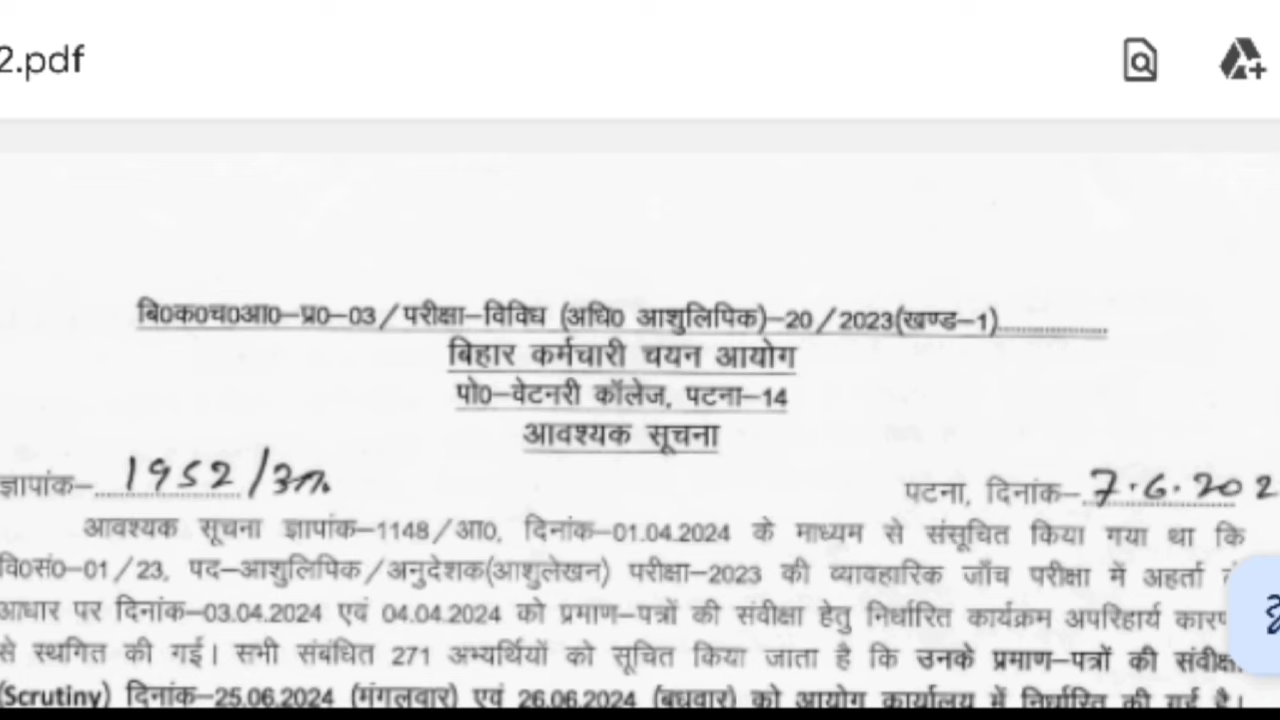 2.pdf
बि0क0च0आ0–प्र0–03/परीक्षा–विविध (अधि0 आशुलिपिक)–20/2023(खण्ड–1)
बिहार कर्मचारी चयन आयोग
पो0–वेटनरी कॉलेज, पटना–14
आवश्यक सूचना
ज्ञापांक– 1952/आ. पटना, दिनांक– 7.6.202
आवश्यक सूचना ज्ञापांक–1148/आ0, दिनांक–01.04.2024 के माध्यम से संसूचित किया गया था कि
वि0सं0–01/23, पद–आशुलिपिक/अनुदेशक(आशुलेखन) परीक्षा–2023 की व्यावहारिक जाँच परीक्षा में अहर्ता
आधार पर दिनांक–03.04.2024 एवं 04.04.2024 को प्रमाण–पत्रों की संवीक्षा हेतु निर्धारित कार्यक्रम अपरिहार्य कारण
से स्थगित की गई। सभी संबंधित 271 अभ्यर्थियों को सूचित किया जाता है कि उनके प्रमाण–पत्रों की संवीक्षा
(Scrutiny) दिनांक–25.06.2024 (मंगलवार) एवं 26.06.2024 (बुधवार) को आयोग कार्यालय में निर्धारित की गई है।